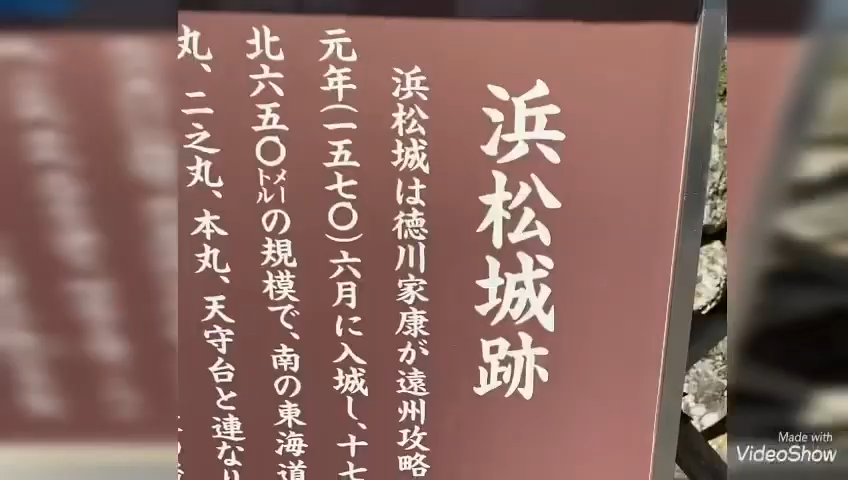 浜松城跡
浜松城は徳川家康が遠州攻略
元年(一五七〇)六月に入城し、十七
北六五〇メートルの規模で、南の東海道
丸、二之丸、本丸、天守台と連なり
Made with
VideoShow